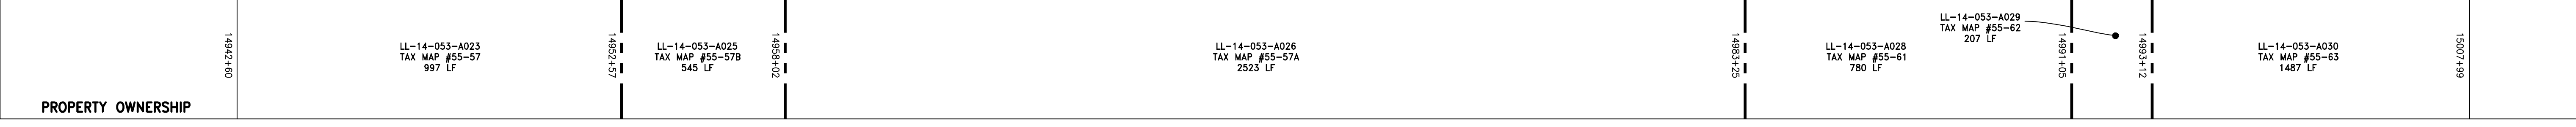 PROPERTY OWNERSHIP
14942+60
LL-14-053-A023
TAX MAP #55-57
997 LF
14952+57
LL-14-053-A025
TAX MAP #55-57B
545 LF
14958+02
LL-14-053-A026
TAX MAP #55-57A
2523 LF
14983+25
LL-14-053-A028
TAX MAP #55-61
780 LF
LL-14-053-A029
TAX MAP #55-62
207 LF
14991+05
14993+12
LL-14-053-A030
TAX MAP #55-63
1487 LF
15007+99